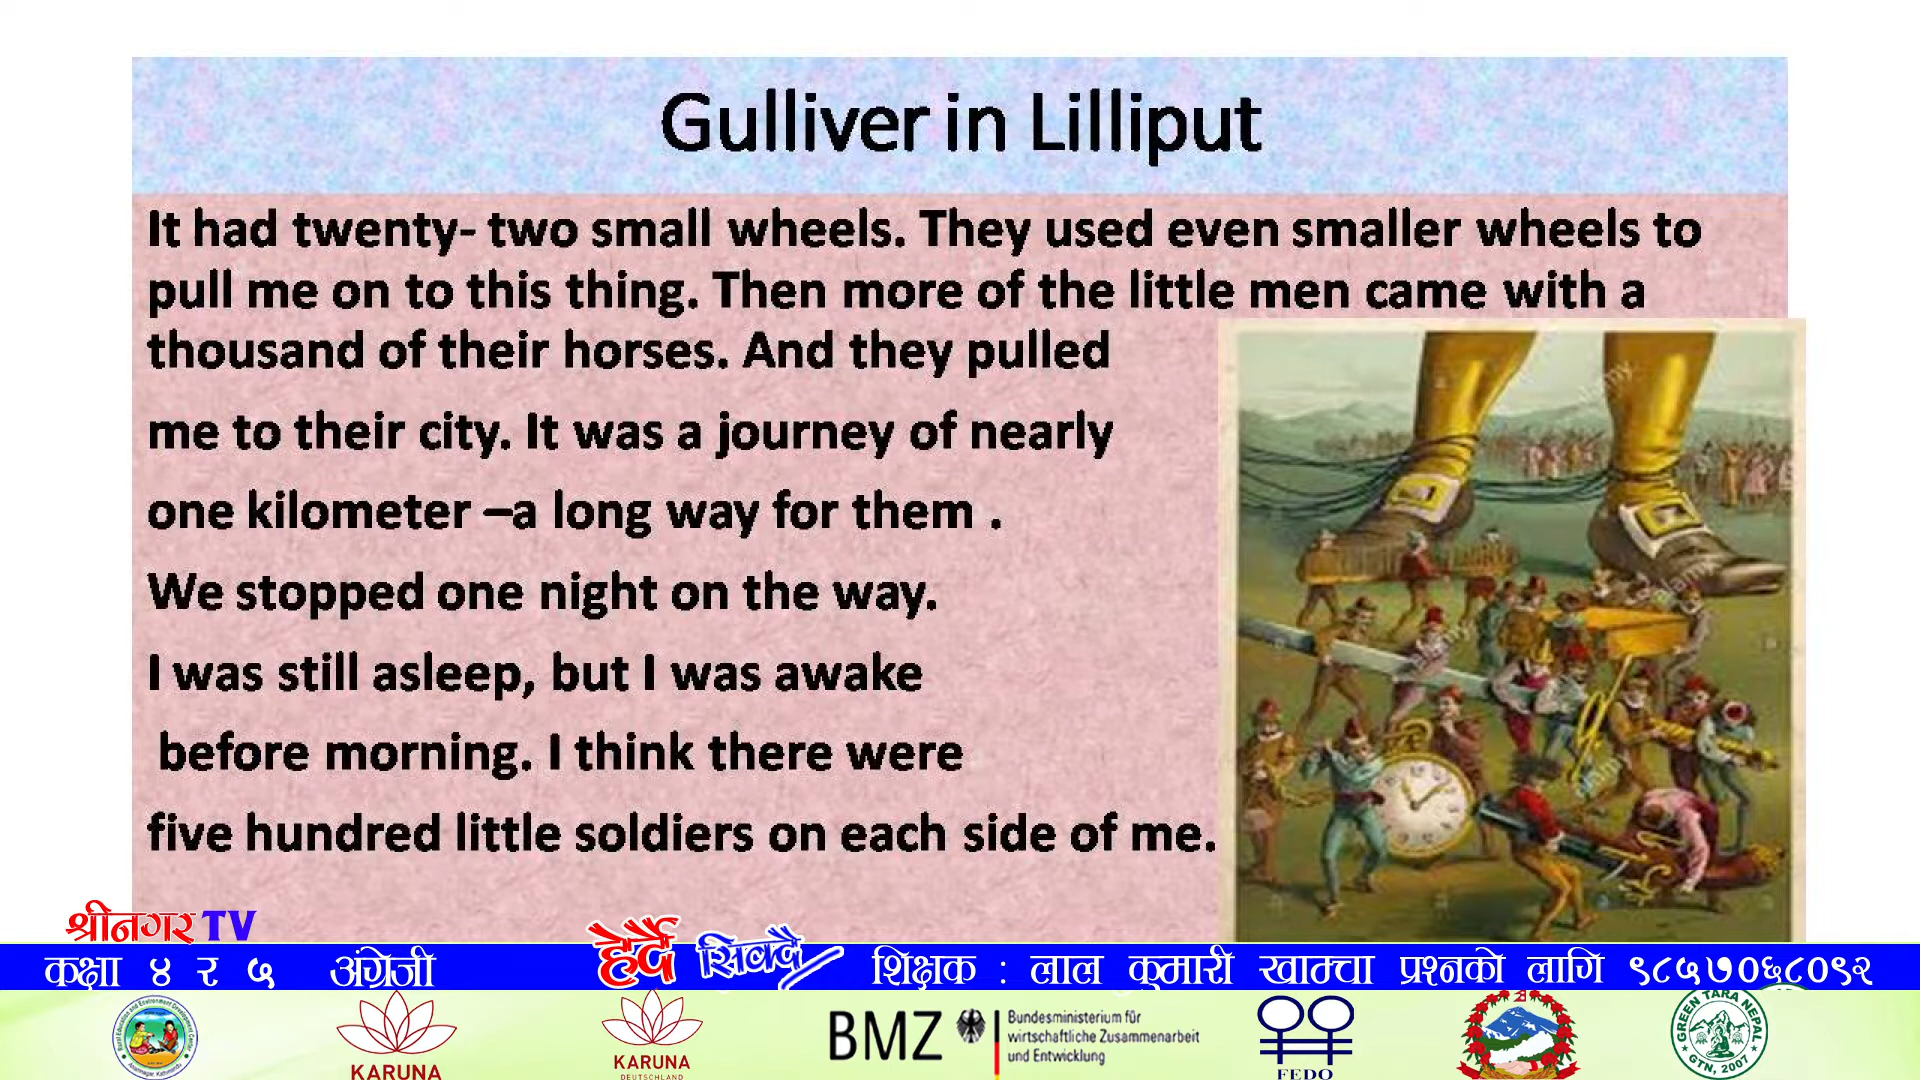 Gulliver in Lilliput
It had twenty- two small wheels. They used even smaller wheels to
pull me on to this thing. Then more of the little men came with a
thousand of their horses. And they pulled
me to their city. It was a journey of nearly
one kilometer –a long way for them .
We stopped one night on the way.
I was still asleep, but I was awake
before morning. I think there were
five hundred little soldiers on each side of me.
श्रीनगर TV
कक्षा ४ र ५ अंग्रेजी हेर्दै सिक्दै शिक्षक : लाल कुमारी खाम्चा प्रश्नको लागि ९८५७०६८०९२
KARUNA
KARUNA
DEUTSCHLAND
BMZ
Bundesministerium für
wirtschaftliche Zusammenarbeit
und Entwicklung
FEDO
GREEN TARA NEPAL
GTN, 2007